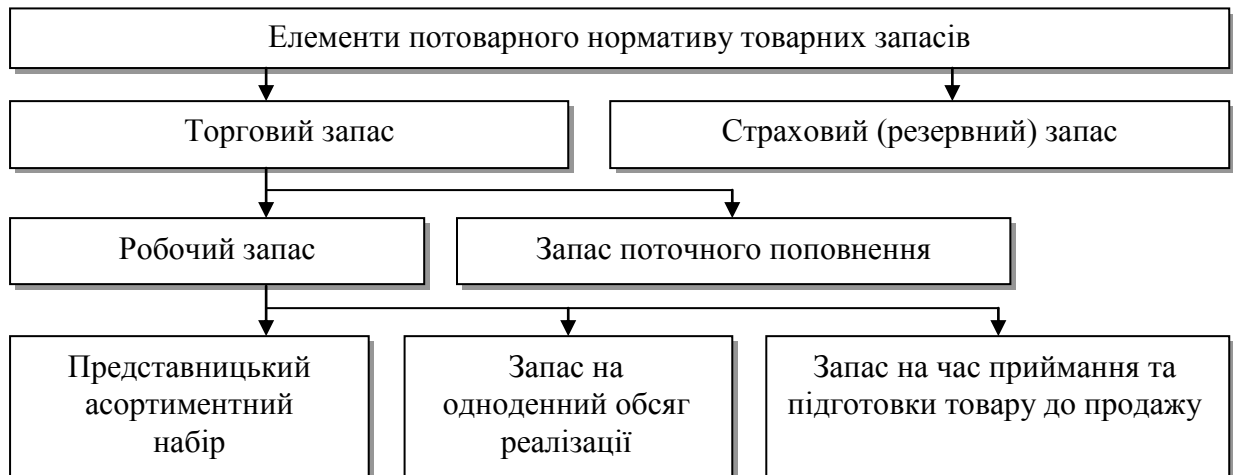 Елементи потоварного нормативу товарних запасів
Торговий запас
Страховий (резервний) запас
Робочий запас
Запас поточного поповнення
Представницький
асортиментний
набір
Запас на
одноденний обсяг
реалізації
Запас на час приймання та
підготовки товару до продажу